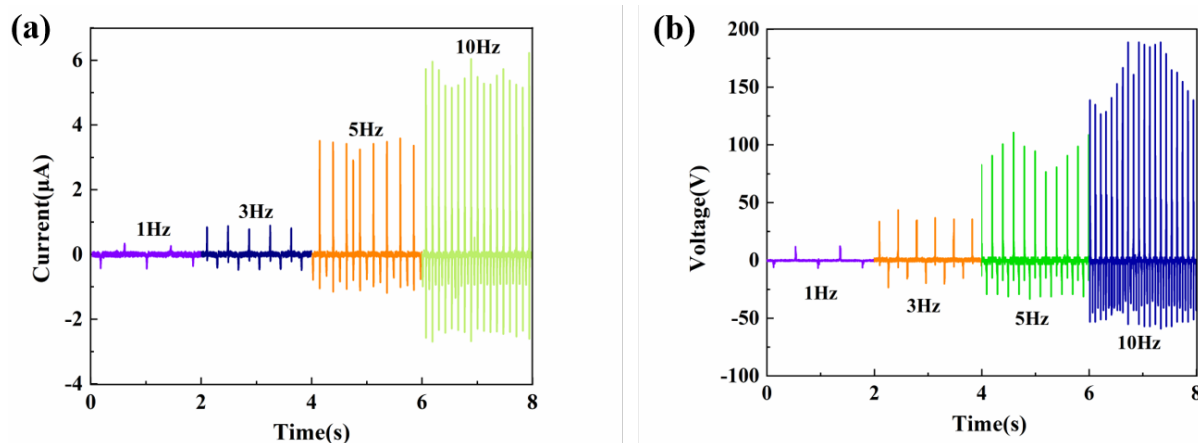 (a)
Current(μA)
6
4
2
0
-2
-4
1Hz
3Hz
5Hz
10Hz
0 2 4 6 8
Time(s)
(b)
Voltage(V)
200
150
100
50
0
-50
-100
1Hz
3Hz
5Hz
10Hz
0 2 4 6 8
Time(s)